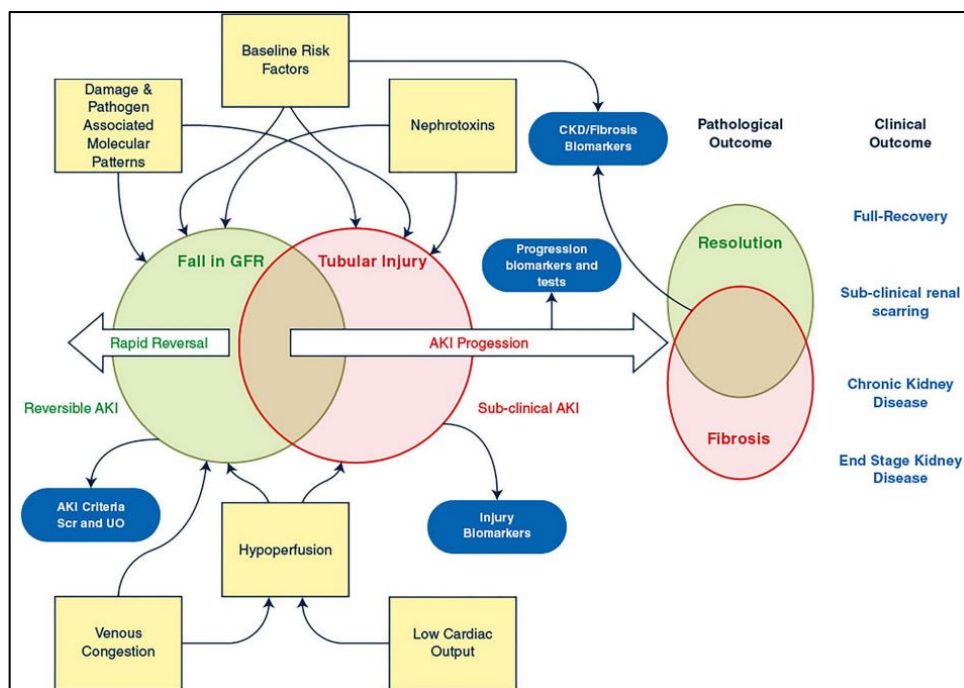 Baseline Risk
Factors
Damage &
Pathogen
Associated
Molecular
Patterns
Nephrotoxins
CKD/Fibrosis
Biomarkers
Pathological
Outcome
Clinical
Outcome
Fall in GFR
Tubular Injury
Progression
biomarkers and
tests
Resolution
Full-Recovery
Sub-clinical renal
scarring
Rapid Reversal
AKI Progession
Reversible AKI
Sub-clinical AKI
Chronic Kidney
Disease
Fibrosis
End Stage Kidney
Disease
AKI Criteria
Scr and UO
Hypoperfusion
Injury
Biomarkers
Venous
Congestion
Low Cardiac
Output